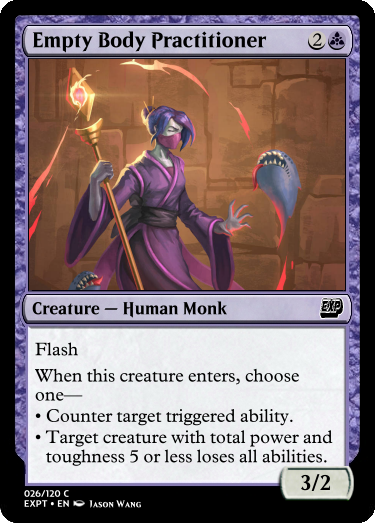 Empty Body Practitioner 2
Creature — Human Monk EXP
Flash
When this creature enters, choose
one—
• Counter target triggered ability.
• Target creature with total power and
toughness 5 or less loses all abilities.
3/2
026/120 C
EXPT • EN Jason Wang